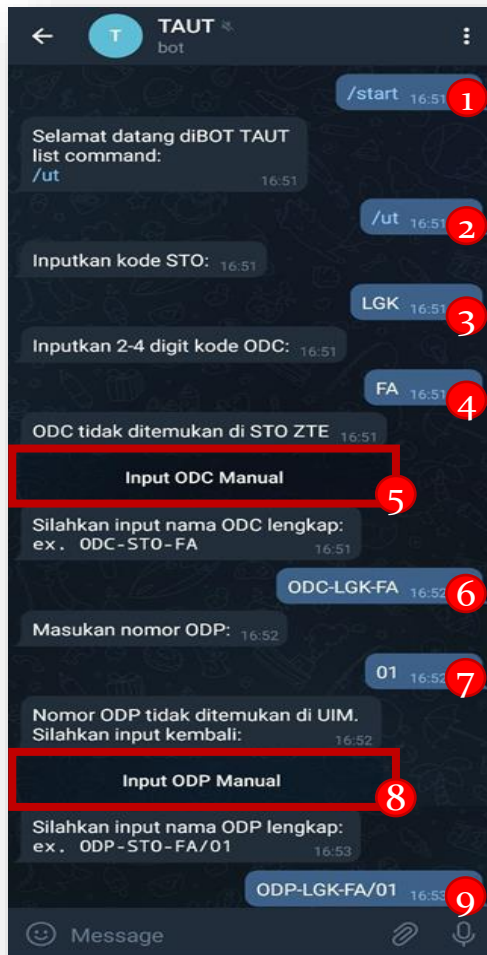 T
TAUT
bot
/start 16:51 1
Selamat datang diBOT TAUT
list command:
/ut 16:51
/ut 16:51 2
Inputkan kode STO: 16:51
LGK 16:51 3
Inputkan 2-4 digit kode ODC: 16:51
FA 16:51 4
ODC tidak ditemukan di STO ZTE 16:51
Input ODC Manual 5
Silahkan input nama ODC lengkap:
ex. ODC-STO-FA 16:51
ODC-LGK-FA 16:52 6
Masukan nomor ODP: 16:52
01 16:52 7
Nomor ODP tidak ditemukan di UIM.
Silahkan input kembali: 16:52
Input ODP Manual 8
Silahkan input nama ODP lengkap:
ex. ODP-STO-FA/01 16:53
ODP-LGK-FA/01 16:53 9
Message